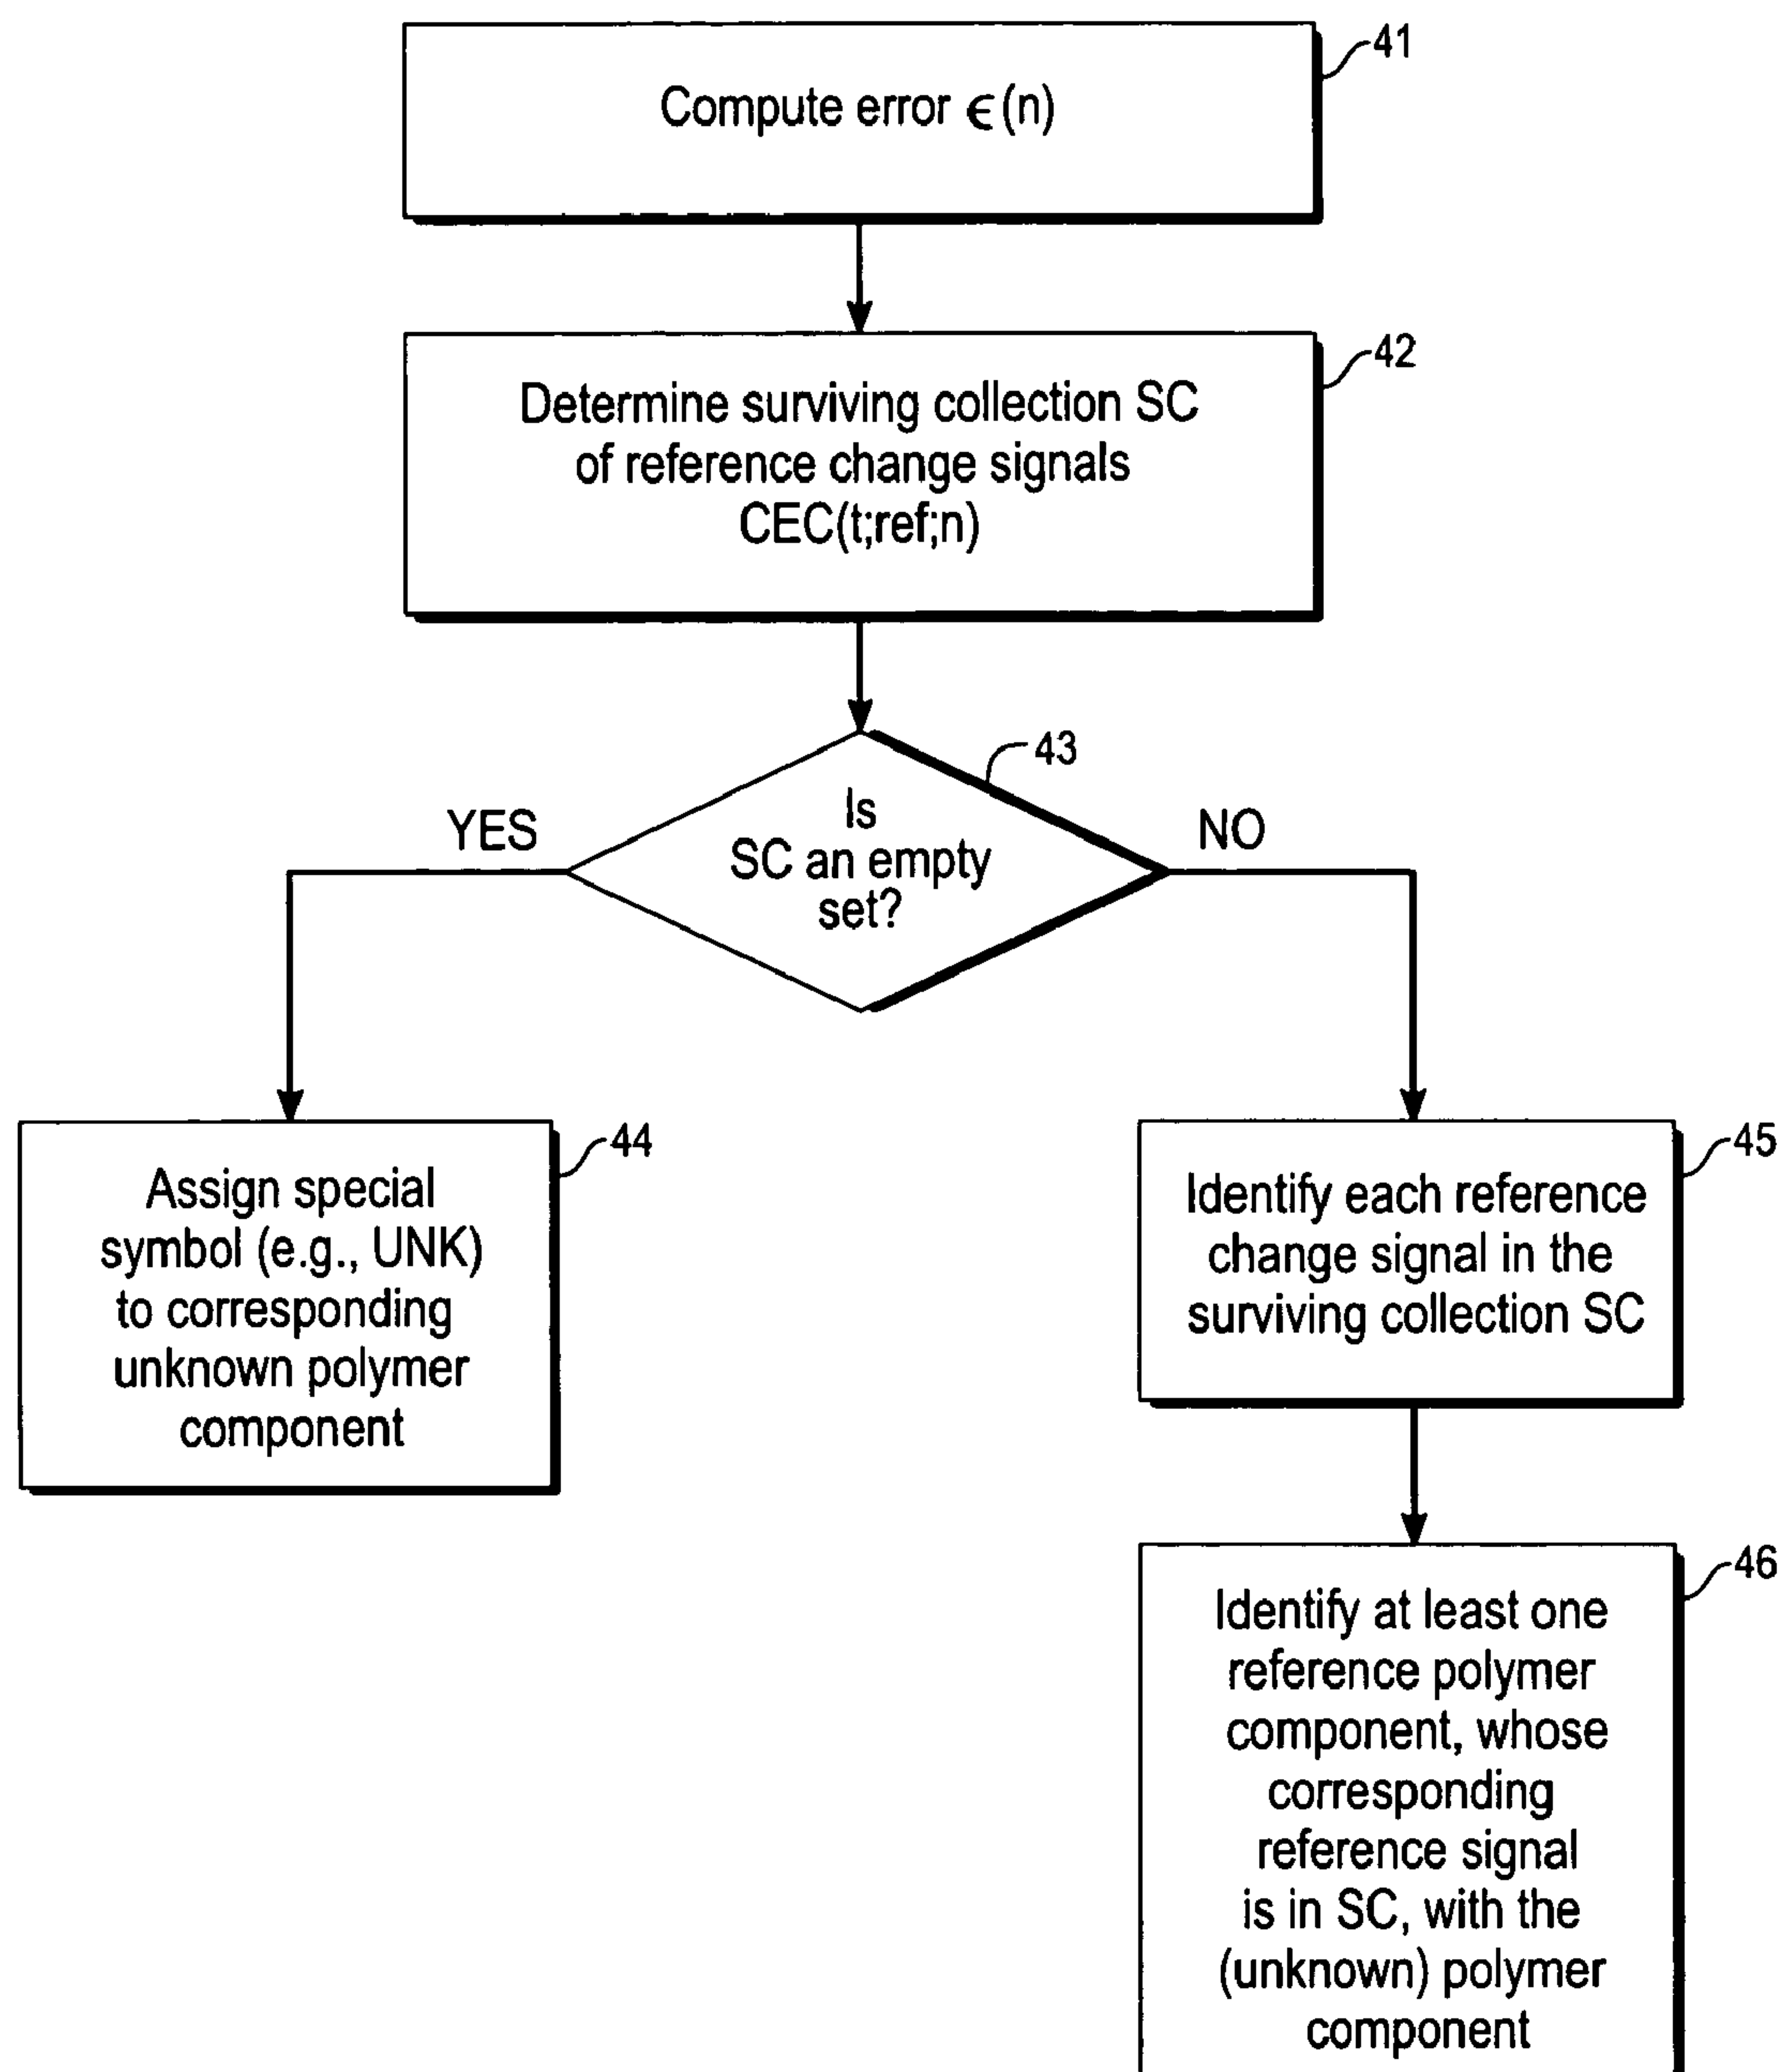 41
Compute error ϵ(n)
42
Determine surviving collection SC
of reference change signals
CEC(t;ref;n)
43
Is
SC an empty
set?
YES
NO
44
Assign special
symbol (e.g., UNK)
to corresponding
unknown polymer
component
45
Identify each reference
change signal in the
surviving collection SC
46
Identify at least one
reference polymer
component, whose
corresponding
reference signal
is in SC, with the
(unknown) polymer
component